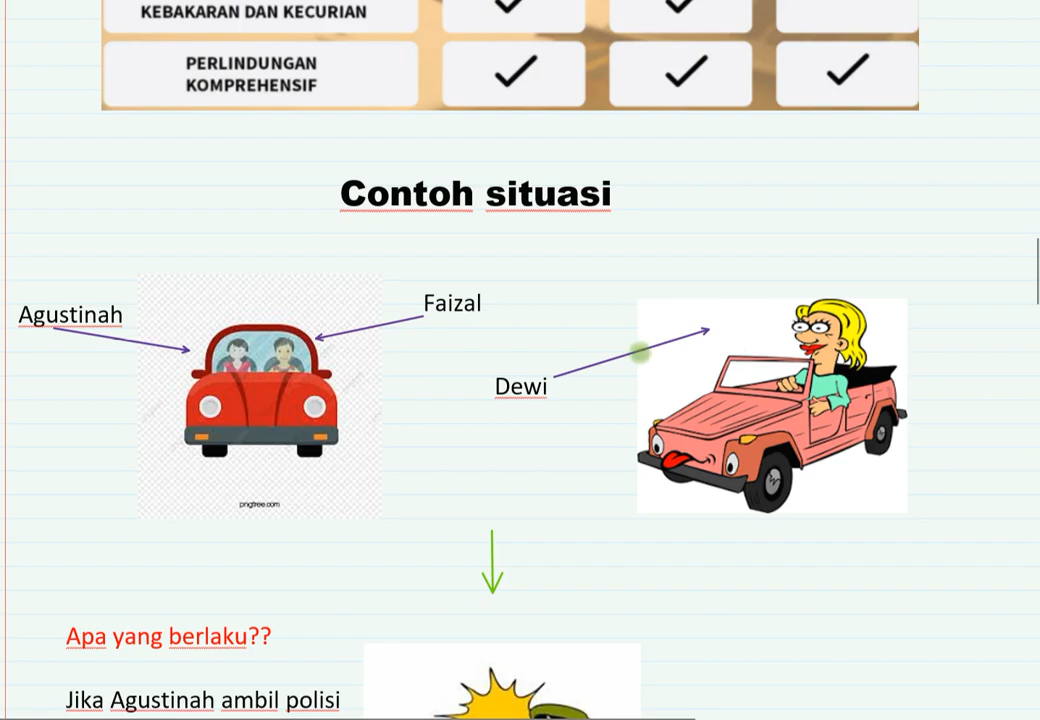 KEBAKARAN DAN KECURIAN
PERLINDUNGAN
KOMPREHENSIF
Contoh situasi
Agustinah
Faizal
Dewi
pngtree.com
Apa yang berlaku??
Jika Agustinah ambil polisi